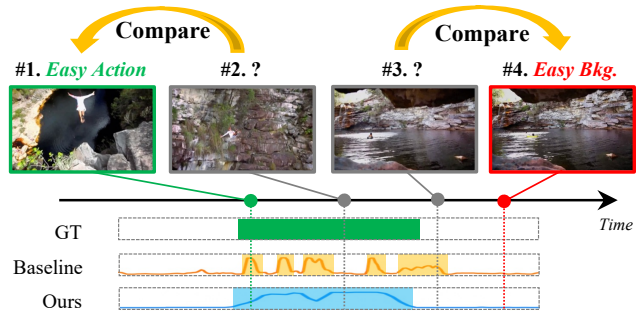 Compare
Compare
#1. Easy Action
#2. ?
#3. ?
#4. Easy Bkg.
Time
GT
Baseline
Ours